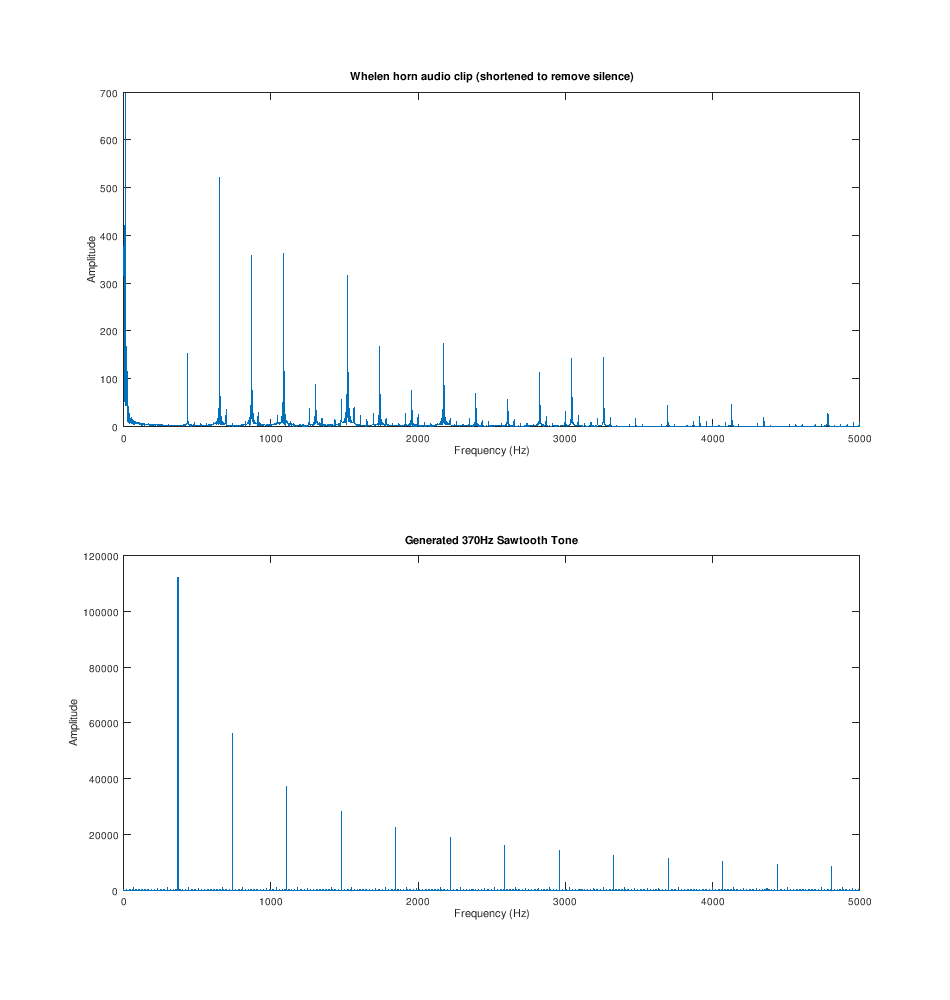 Whelen horn audio clip (shortened to remove silence)
700
600
500
400
300
200
100
0
Amplitude
0 1000 2000 3000 4000 5000
Frequency (Hz)
Generated 370Hz Sawtooth Tone
120000
100000
80000
60000
40000
20000
0
Amplitude
0 1000 2000 3000 4000 5000
Frequency (Hz)